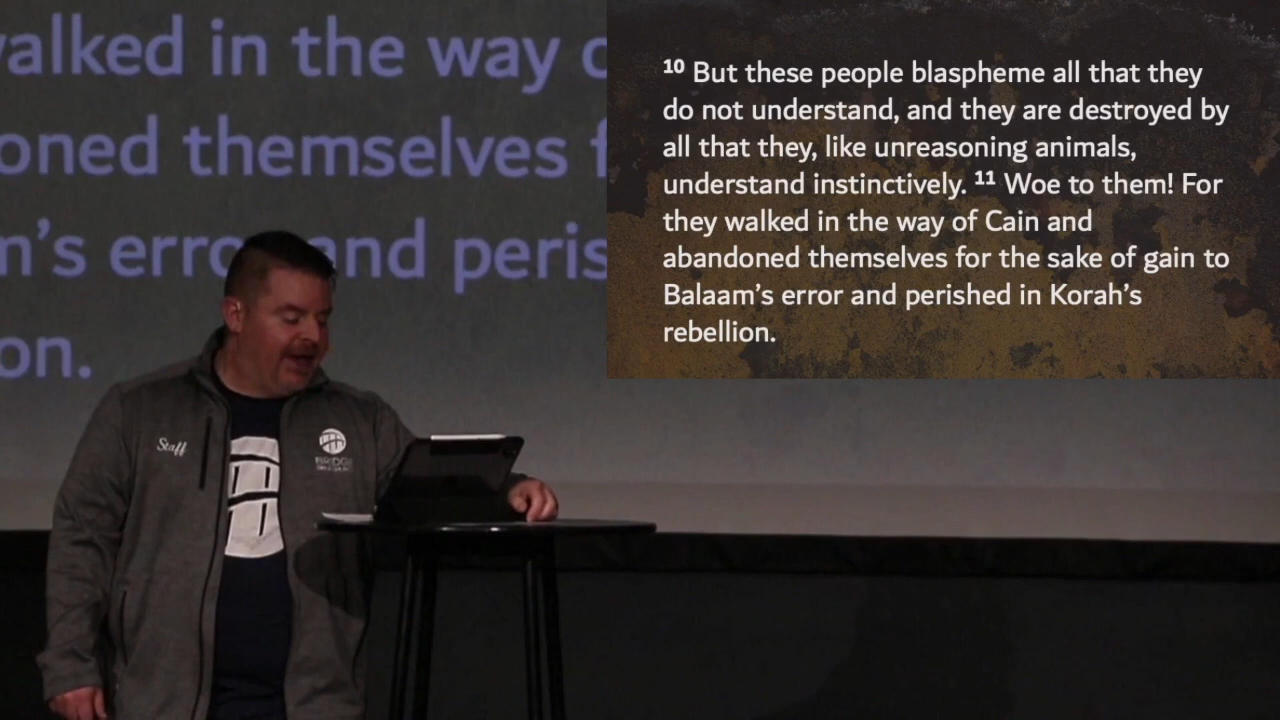 walked in the way o
oned themselves f
m’s error and peris
on.
¹⁰ But these people blaspheme all that they
do not understand, and they are destroyed by
all that they, like unreasoning animals,
understand instinctively. ¹¹ Woe to them! For
they walked in the way of Cain and
abandoned themselves for the sake of gain to
Balaam’s error and perished in Korah’s
rebellion.
Staff
BRIDGE